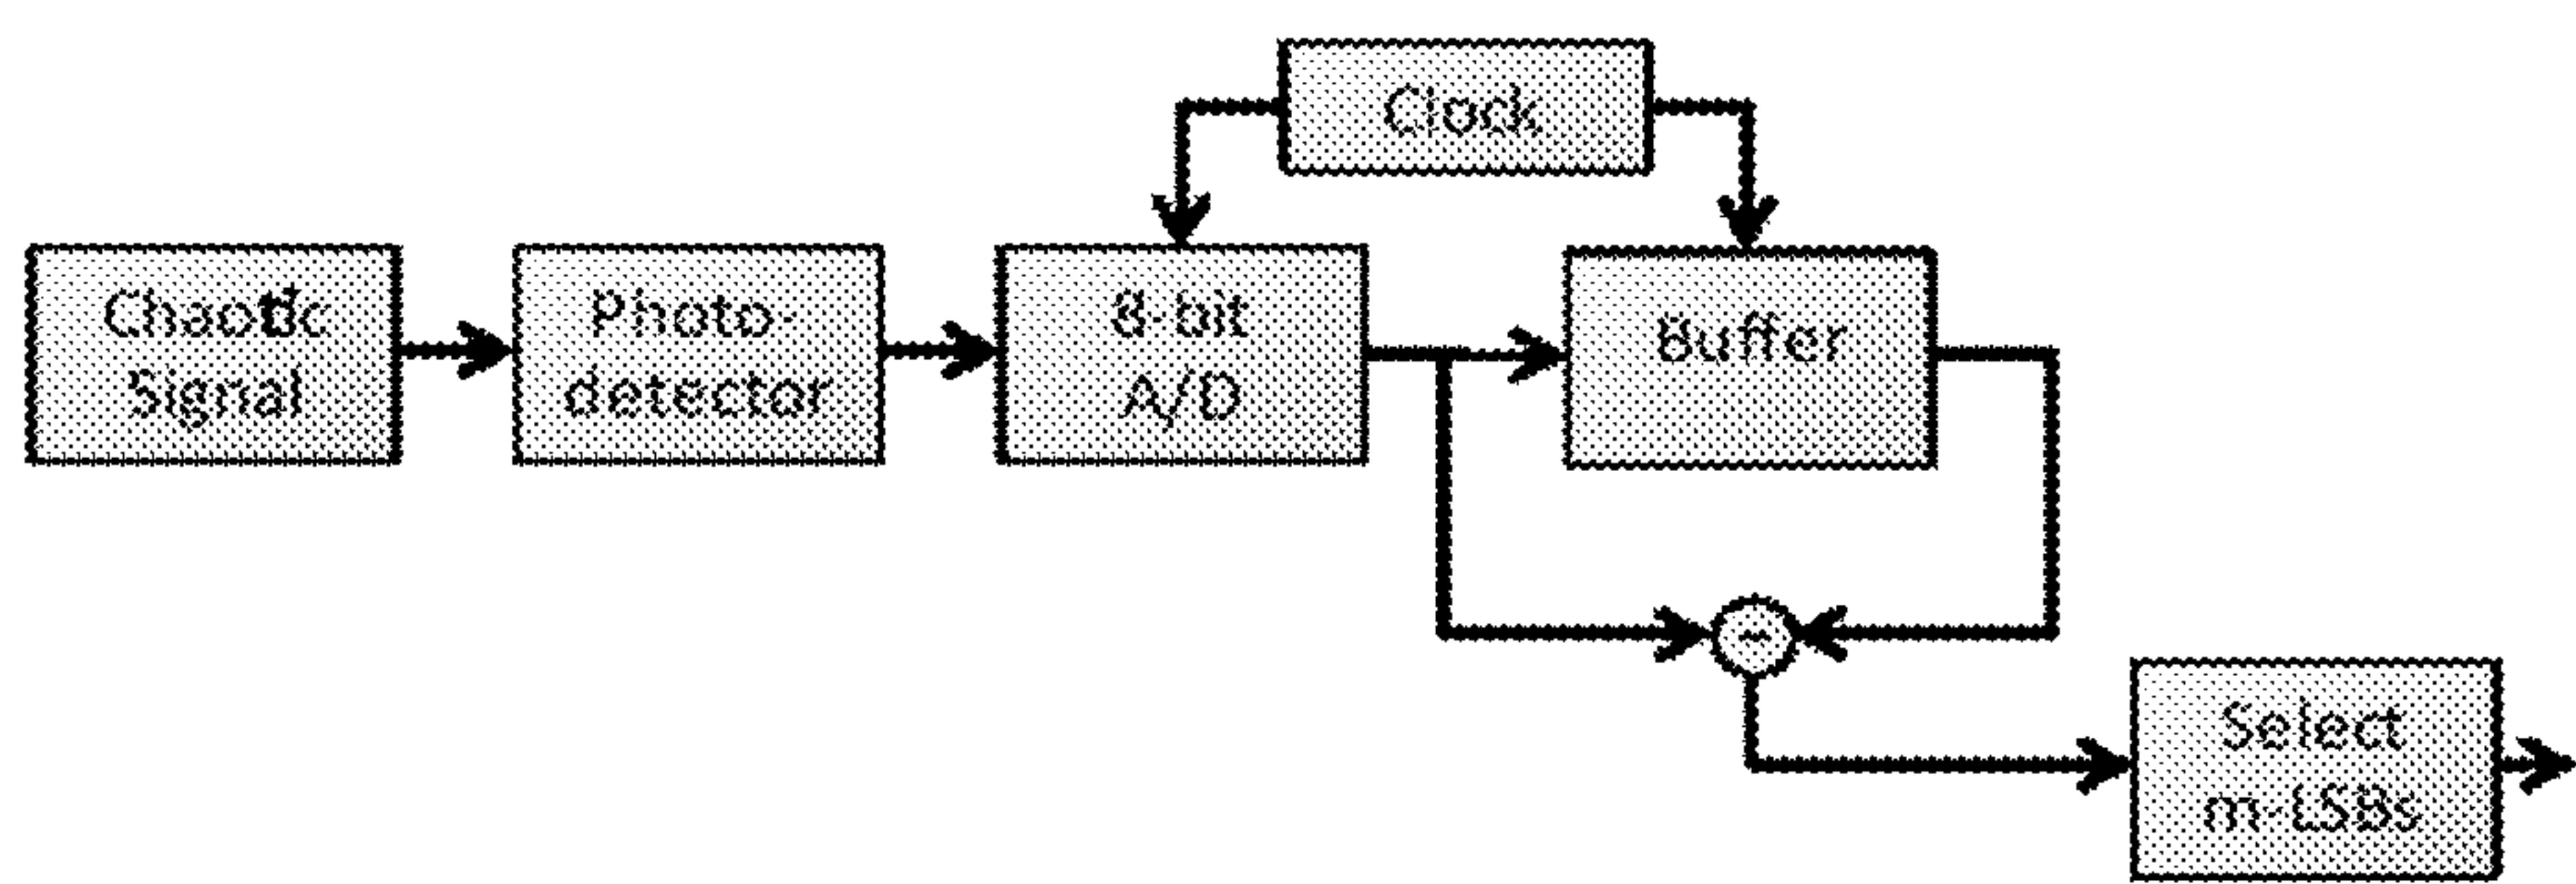 Clock
Chaotic
Signal
Photo-
detector
8-bit
A/D
Buffer
-
Select
m-LSBs